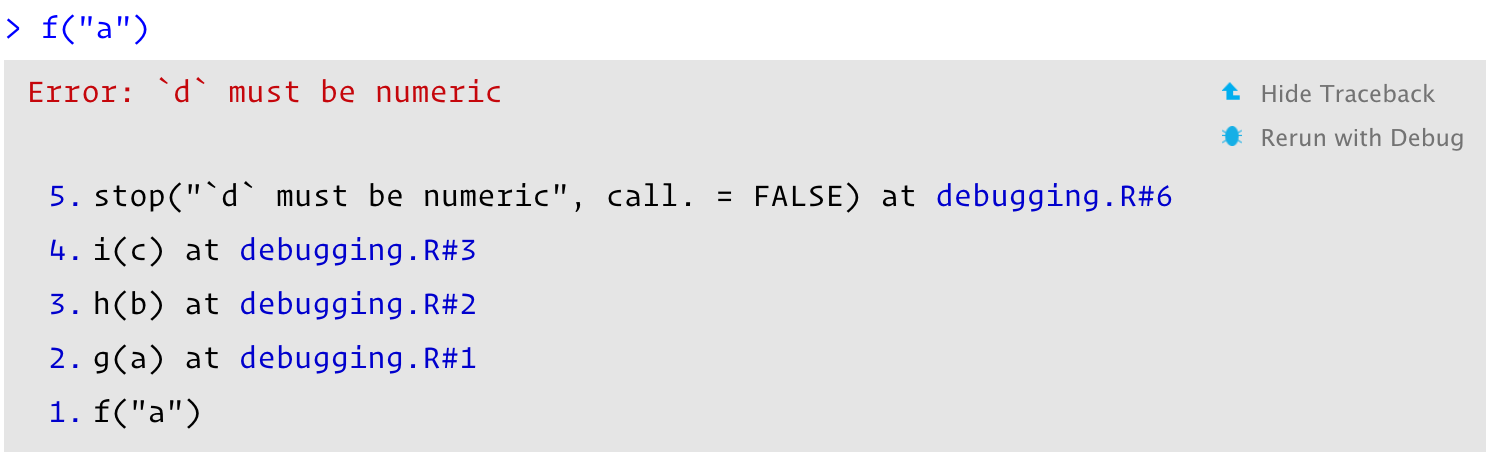 > f("a")
Error: `d` must be numeric
Hide Traceback
Rerun with Debug
5. stop("`d` must be numeric", call. = FALSE) at debugging.R#6
4. i(c) at debugging.R#3
3. h(b) at debugging.R#2
2. g(a) at debugging.R#1
1. f("a")